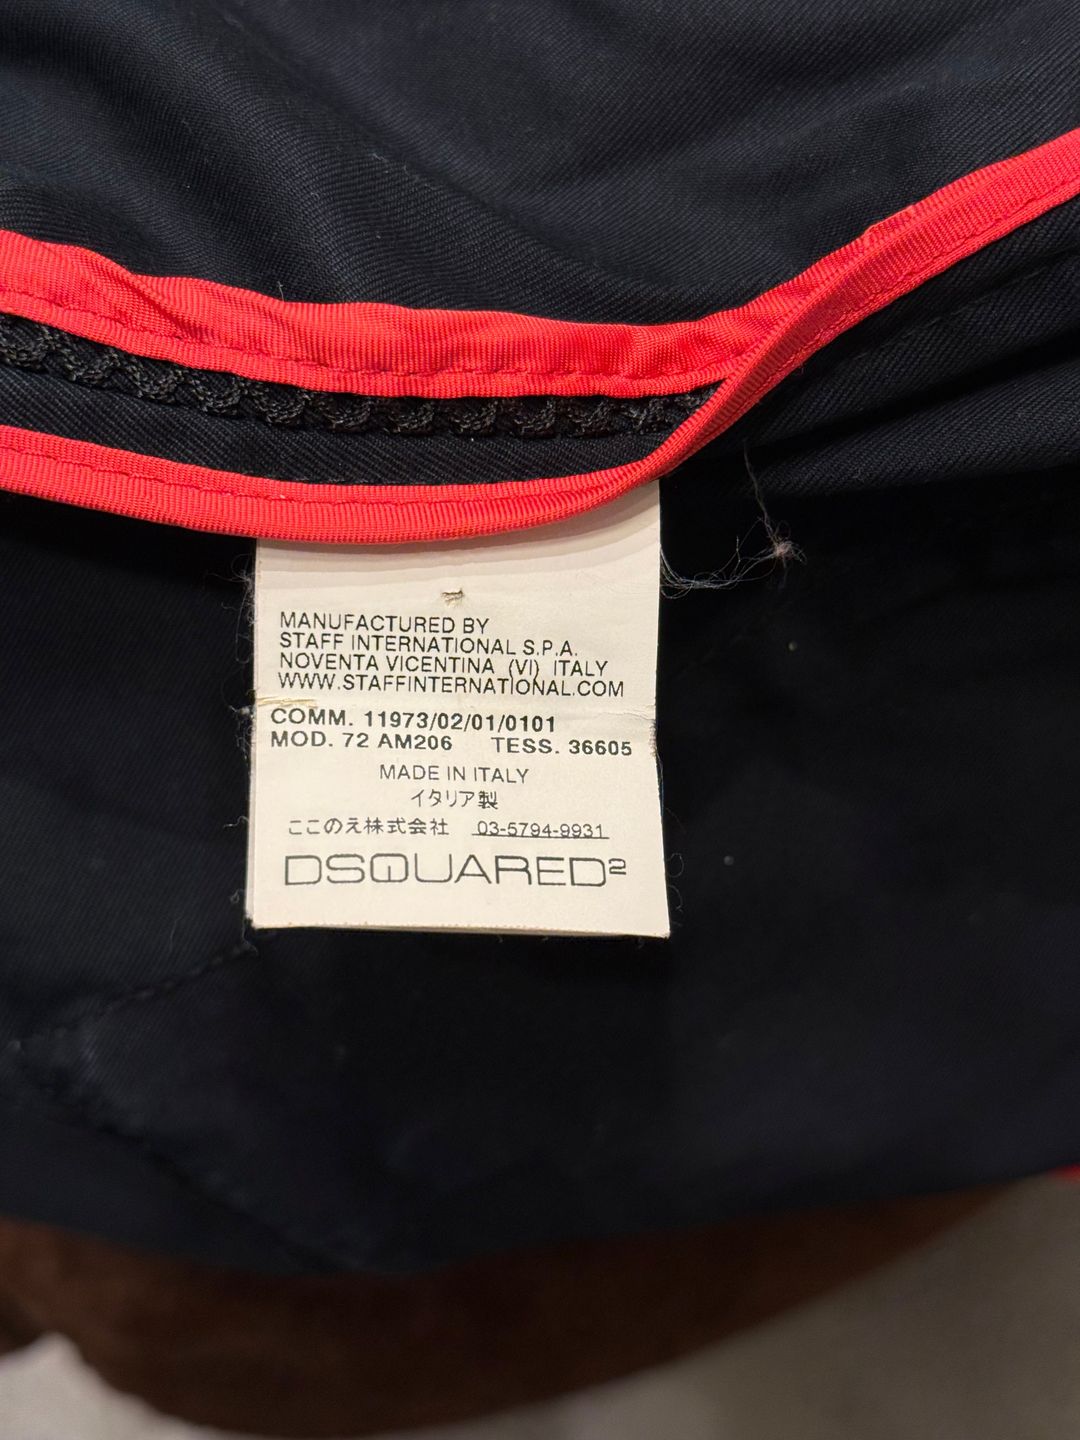 MANUFACTURED BY
STAFF INTERNATIONAL S.P.A.
NOVENTA VICENTINA (VI) ITALY
WWW.STAFFINTERNATIONAL.COM
COMM. 11973/02/01/0101
MOD. 72 AM206 TESS. 36605
MADE IN ITALY
イタリア製
ここのえ株式会社 03-5794-9931
DSQUARED²